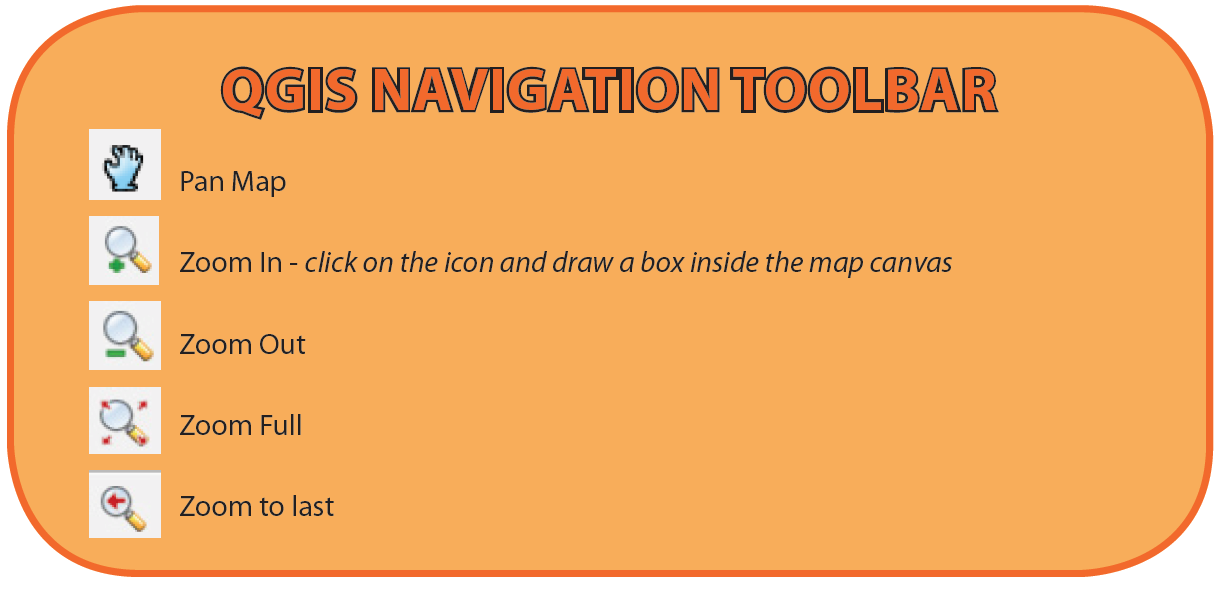 QGIS NAVIGATION TOOLBAR
Pan Map
Zoom In - click on the icon and draw a box inside the map canvas
Zoom Out
Zoom Full
Zoom to last